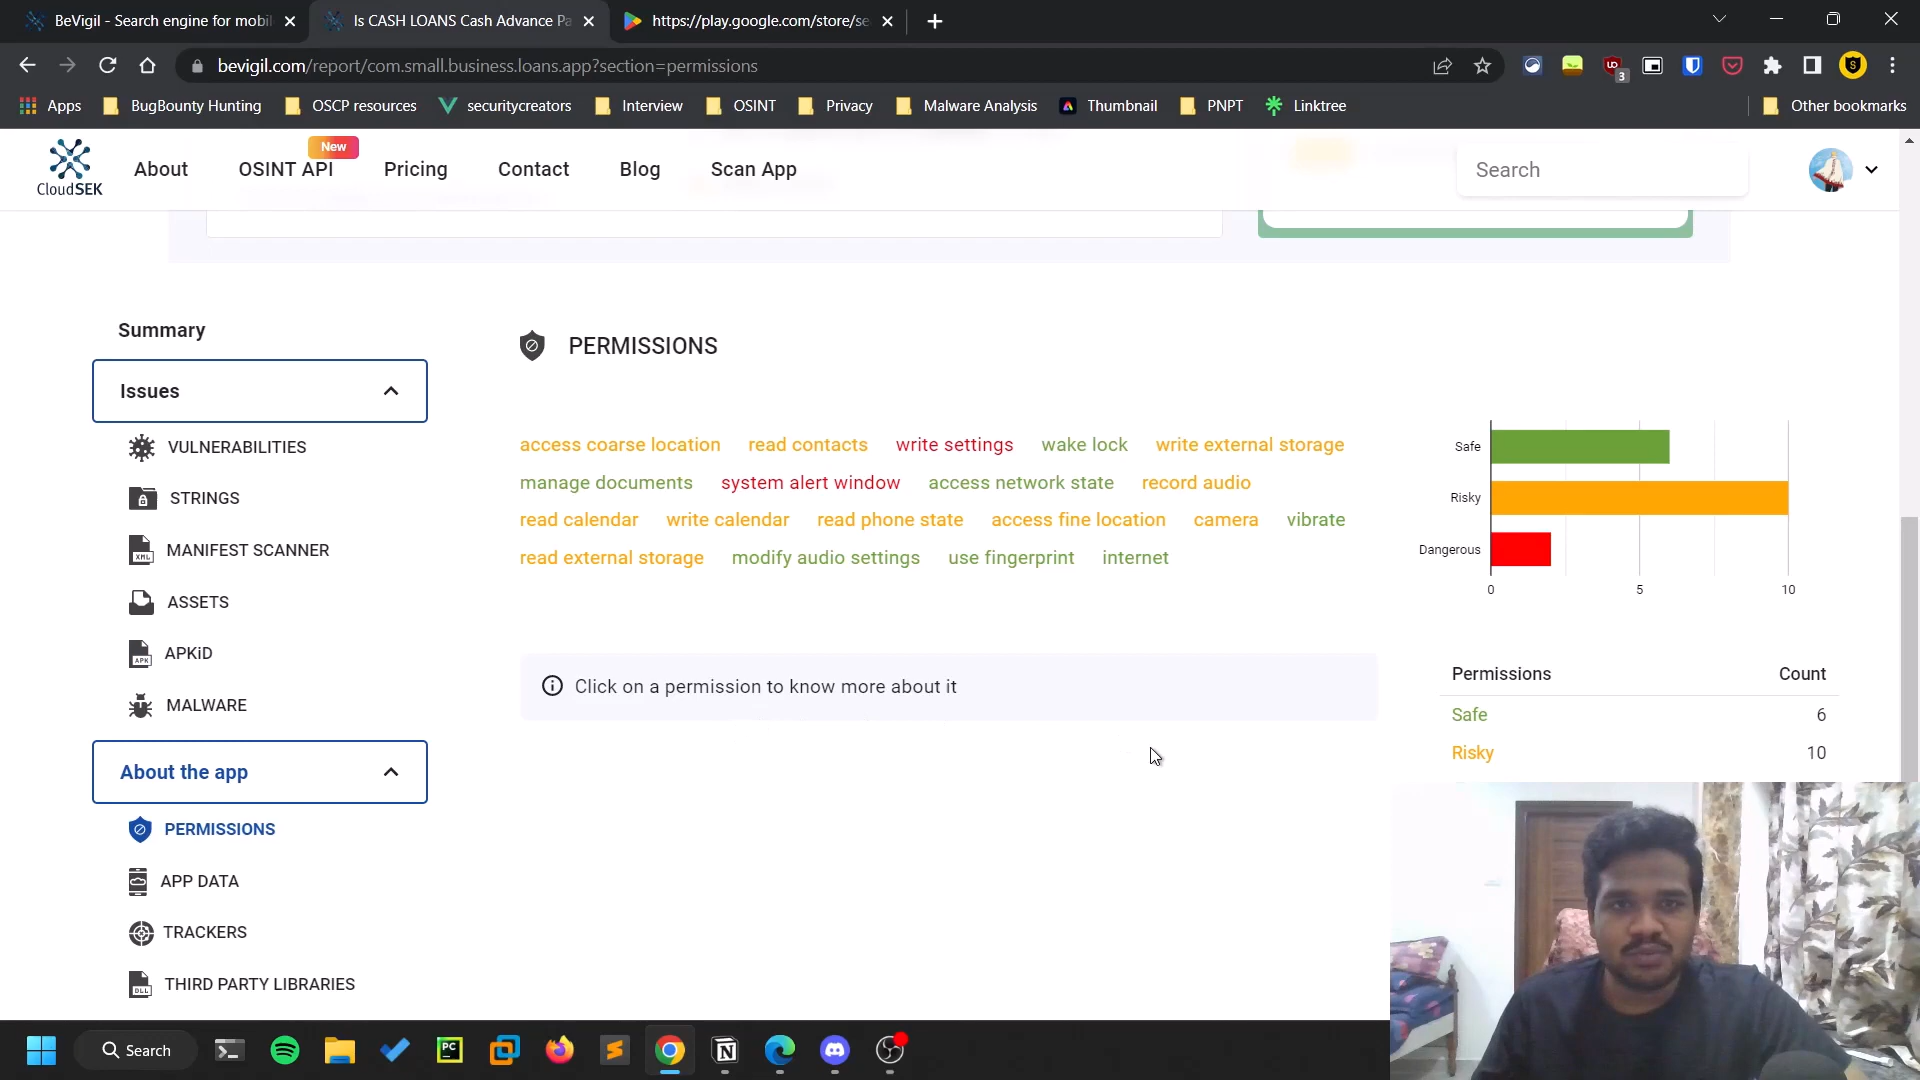 BeVigil - Search engine for mobil
Is CASH LOANS Cash Advance Pa
https://play.google.com/store/se
bevigil.com/report/com.small.business.loans.app?section=permissions
3
S
Apps
BugBounty Hunting
OSCP resources
securitycreators
Interview
OSINT
Privacy
Malware Analysis
Thumbnail
PNPT
Linktree
Other bookmarks
CloudSEK
About
New
OSINT API
Pricing
Contact
Blog
Scan App
Search
Summary
Issues
VULNERABILITIES
STRINGS
MANIFEST SCANNER
ASSETS
APKiD
MALWARE
About the app
PERMISSIONS
APP DATA
TRACKERS
THIRD PARTY LIBRARIES
PERMISSIONS
access coarse location read contacts write settings wake lock write external storage
manage documents system alert window access network state record audio
read calendar write calendar read phone state access fine location camera vibrate
read external storage modify audio settings use fingerprint internet
Click on a permission to know more about it
Safe
Risky
Dangerous
0 5 10
Permissions Count
Safe 6
Risky 10
Search